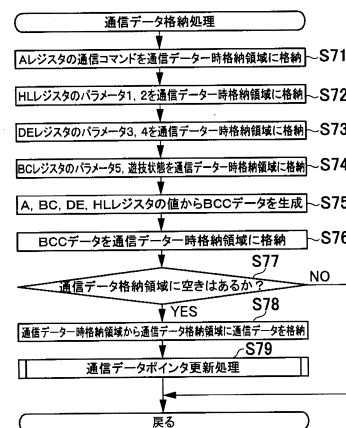 通信データ格納処理
Aレジスタの通信コマンドを通信データ一時格納領域に格納 S71
HLレジスタのパラメータ1, 2を通信データ一時格納領域に格納 S72
DEレジスタのパラメータ3, 4を通信データ一時格納領域に格納 S73
BCレジスタのパラメータ5, 遊技状態を通信データ一時格納領域に格納 S74
A, BC, DE, HLレジスタの値からBCCデータを生成 S75
BCCデータを通信データ一時格納領域に格納 S76
S77
通信データ格納領域に空きはあるか？ NO
YES S78
通信データ一時格納領域から通信データ格納領域に通信データを格納
S79
通信データポインタ更新処理
戻る